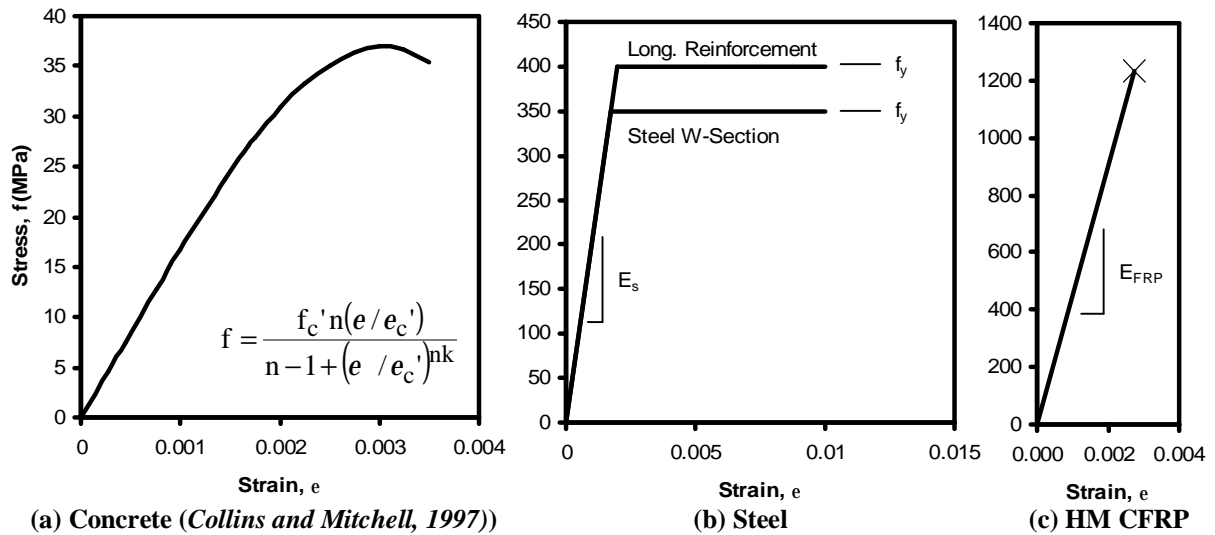 40
35
30
25
20
15
10
5
0
0 0.001 0.002 0.003 0.004
Stress, f (MPa)
Strain, e
f = f_c' n(e / e_c') / n - 1 + (e / e_c')^nk
(a) Concrete (Collins and Mitchell, 1997))
450
400
350
300
250
200
150
100
50
0
0 0.005 0.01 0.015
Long. Reinforcement
f_y
f_y
Steel W-Section
E_s
Strain, e
(b) Steel
1400
1200
1000
800
600
400
200
0
0.000 0.002 0.004
E_FRP
Strain, e
(c) HM CFRP